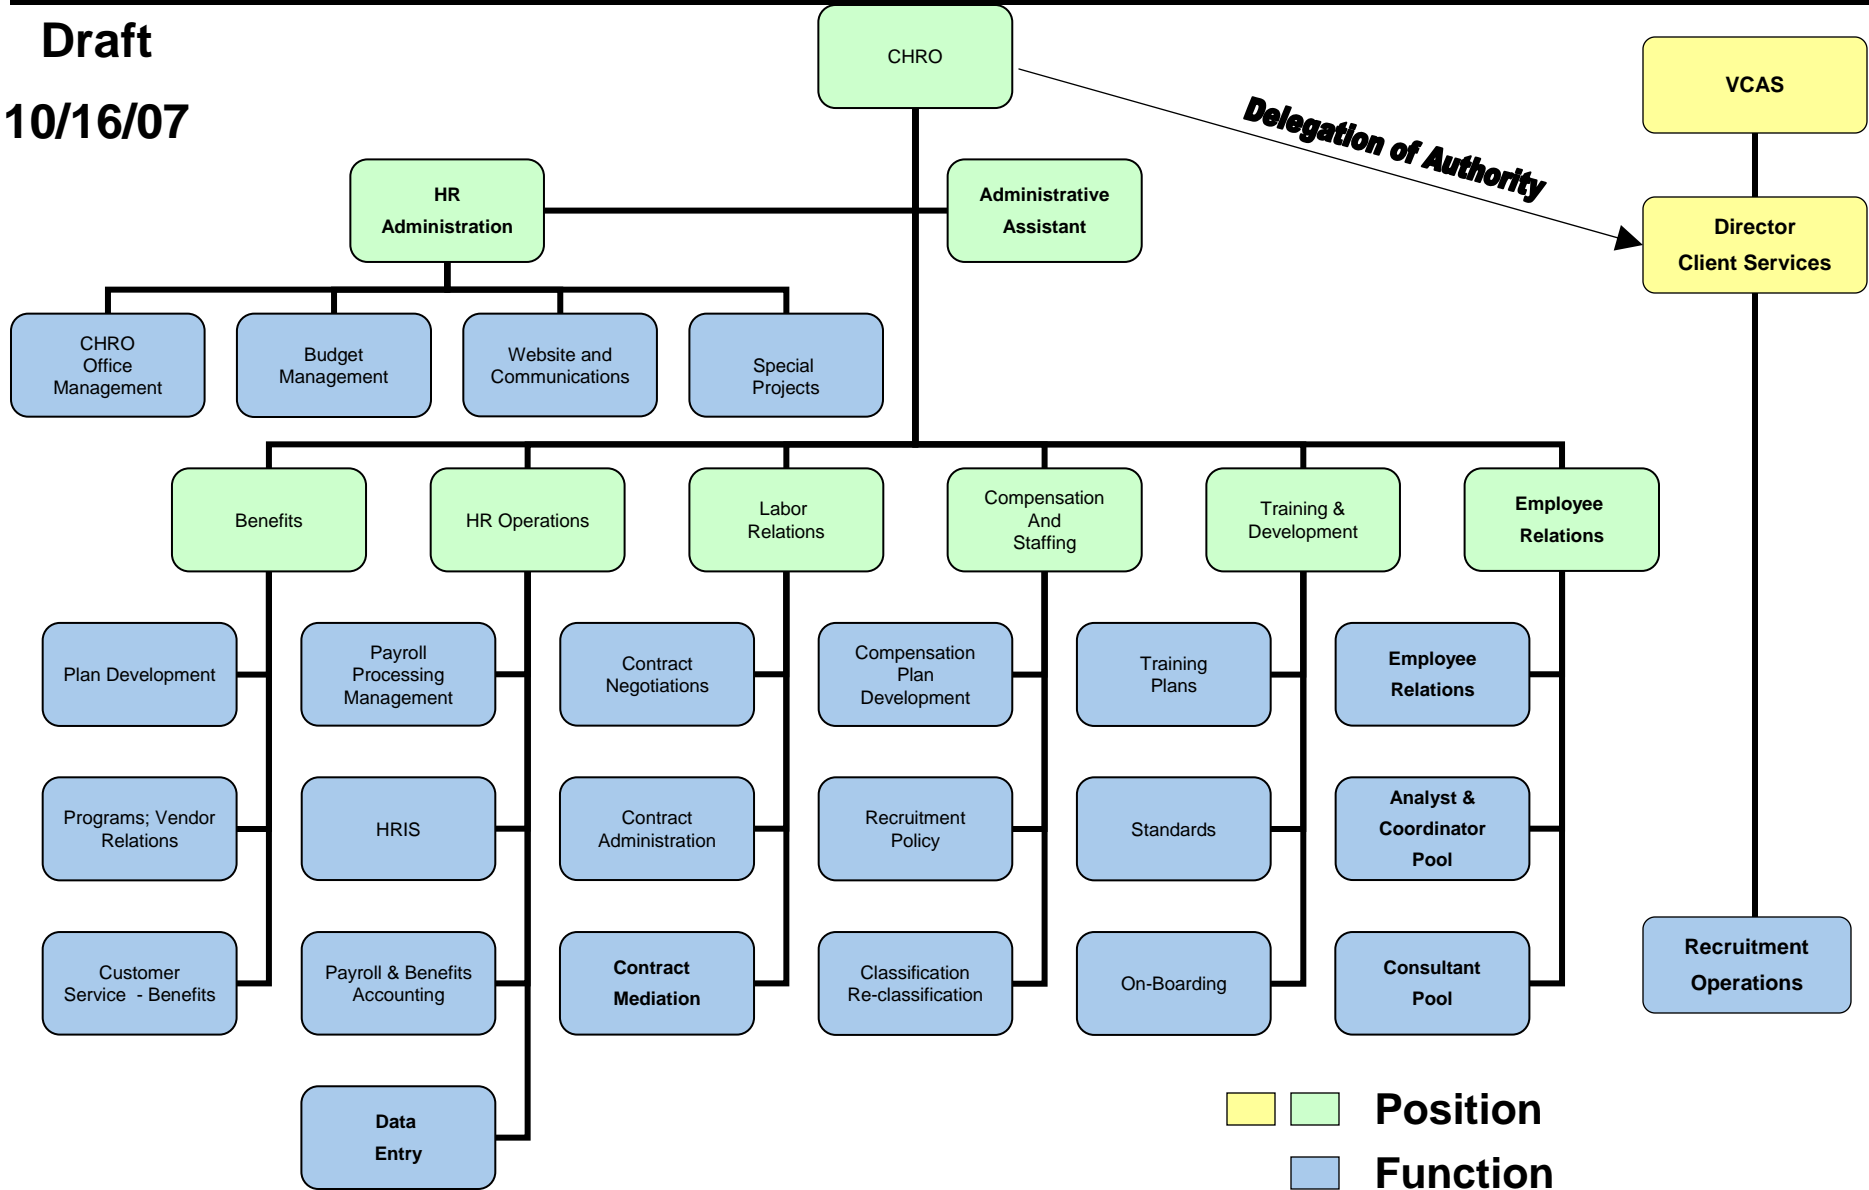 Draft
10/16/07
CHRO
VCAS
Delegation of Authority
HR
Administration
Administrative
Assistant
Director
Client Services
CHRO
Office
Management
Budget
Management
Website and
Communications
Special
Projects
Benefits
HR Operations
Labor
Relations
Compensation
And
Staffing
Training &
Development
Employee
Relations
Plan Development
Payroll
Processing
Management
Contract
Negotiations
Compensation
Plan
Development
Training
Plans
Employee
Relations
Programs; Vendor
Relations
HRIS
Contract
Administration
Recruitment
Policy
Standards
Analyst &
Coordinator
Pool
Customer
Service - Benefits
Payroll & Benefits
Accounting
Contract
Mediation
Classification
Re-classification
On-Boarding
Consultant
Pool
Recruitment
Operations
Data
Entry
Position
Function